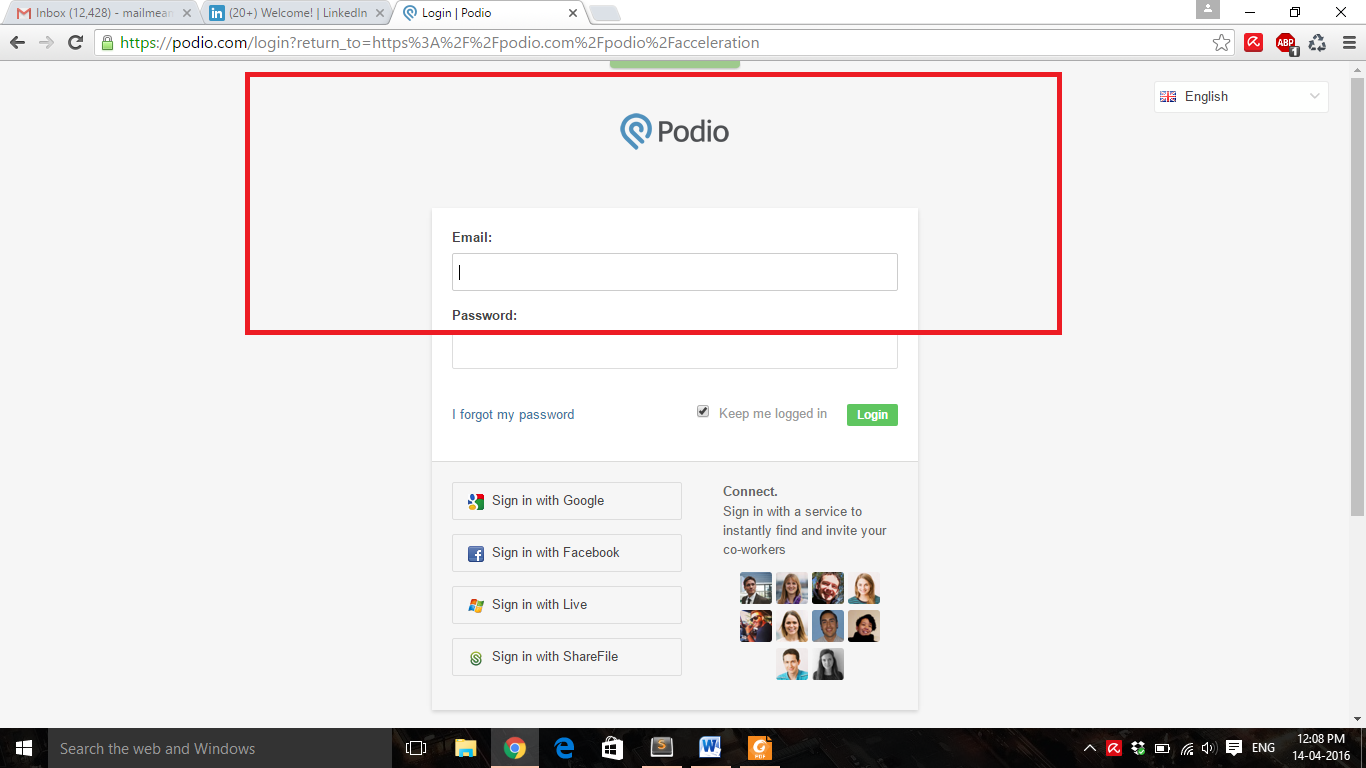 Inbox (12,428) - mailmean
(20+) Welcome! | LinkedIn
Login | Podio
https://podio.com/login?return_to=https%3A%2F%2Fpodio.com%2Fpodio%2Facceleration
ABP
1
English
Podio
Email:
Password:
I forgot my password
Keep me logged in
Login
Sign in with Google
Sign in with Facebook
Sign in with Live
Sign in with ShareFile
Connect.
Sign in with a service to
instantly find and invite your
co-workers
Search the web and Windows
PDF
ENG
12:08 PM
14-04-2016